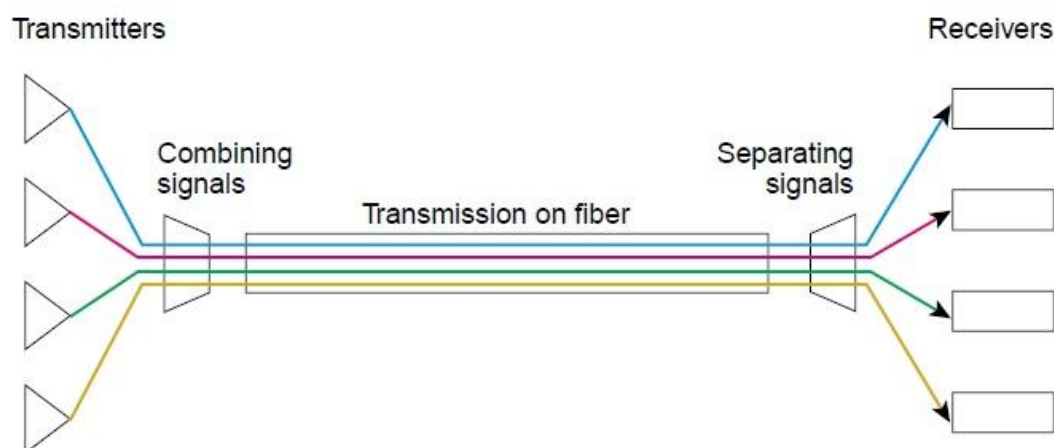 Transmitters
Receivers
Combining
signals
Separating
signals
Transmission on fiber